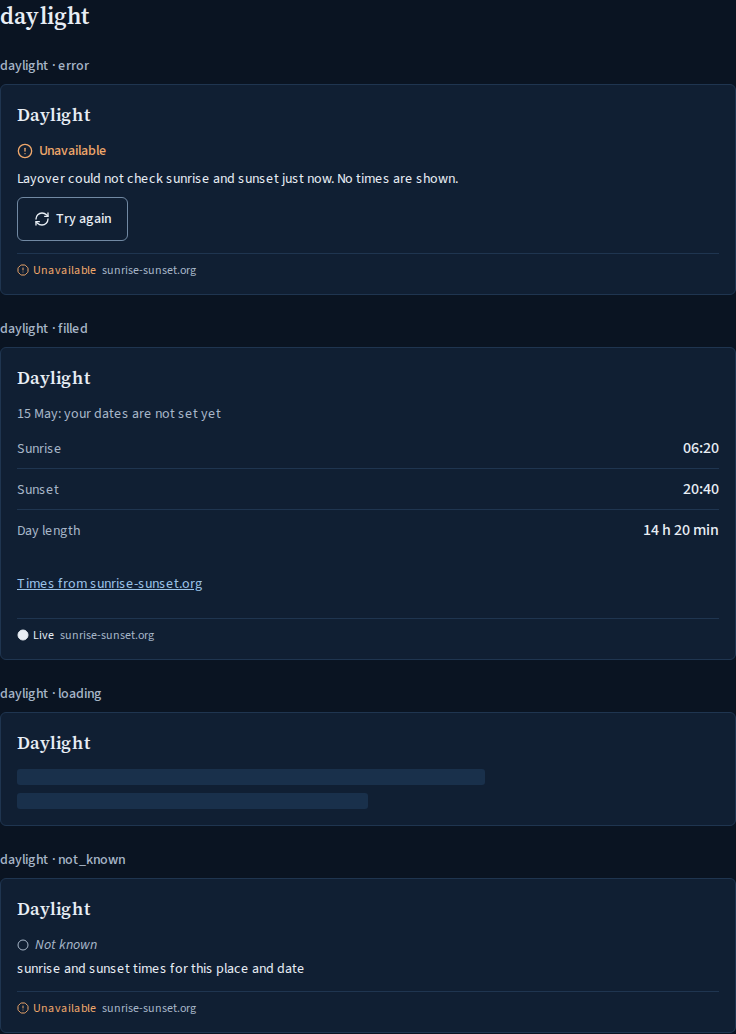 daylight
daylight · error
Daylight
Unavailable
Layover could not check sunrise and sunset just now. No times are shown.
Try again
Unavailable sunrise-sunset.org
daylight · filled
Daylight
15 May: your dates are not set yet
Sunrise 06:20
Sunset 20:40
Day length 14 h 20 min
Times from sunrise-sunset.org
Live sunrise-sunset.org
daylight · loading
Daylight
daylight · not_known
Daylight
Not known
sunrise and sunset times for this place and date
Unavailable sunrise-sunset.org